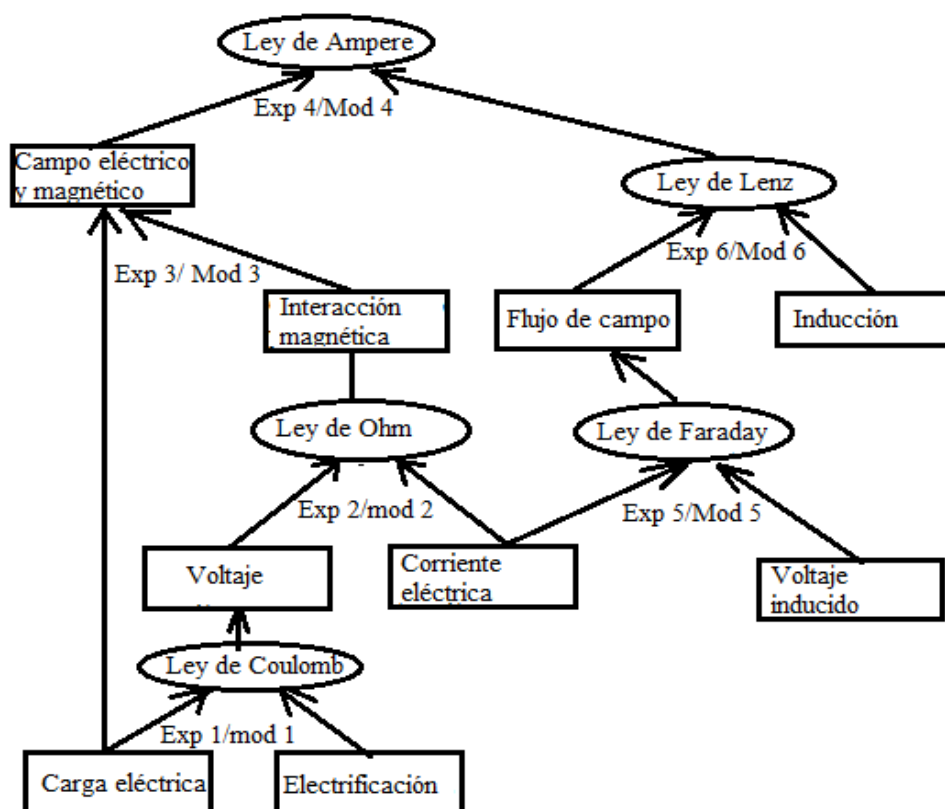 Ley de Ampere
Exp 4/Mod 4
Campo eléctrico
y magnético
Ley de Lenz
Exp 6/Mod 6
Exp 3/ Mod 3
Interacción
magnética
Flujo de campo
Inducción
Ley de Ohm
Ley de Faraday
Exp 2/mod 2
Exp 5/Mod 5
Voltaje
Corriente
eléctrica
Voltaje
inducido
Ley de Coulomb
Exp 1/mod 1
Carga eléctrica
Electrificación